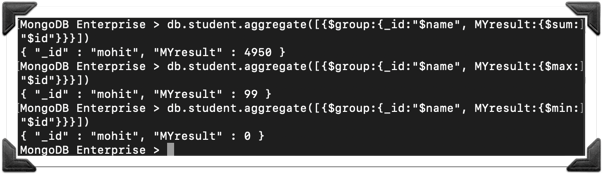 MongoDB Enterprise > db.student.aggregate([{$group:{_id:"$name", MYresult:{$sum:]
"$id"}}}])
{ "_id" : "mohit", "MYresult" : 4950 }
MongoDB Enterprise > db.student.aggregate([{$group:{_id:"$name", MYresult:{$max:]
"$id"}}}])
{ "_id" : "mohit", "MYresult" : 99 }
MongoDB Enterprise > db.student.aggregate([{$group:{_id:"$name", MYresult:{$min:]
"$id"}}}])
{ "_id" : "mohit", "MYresult" : 0 }
MongoDB Enterprise >